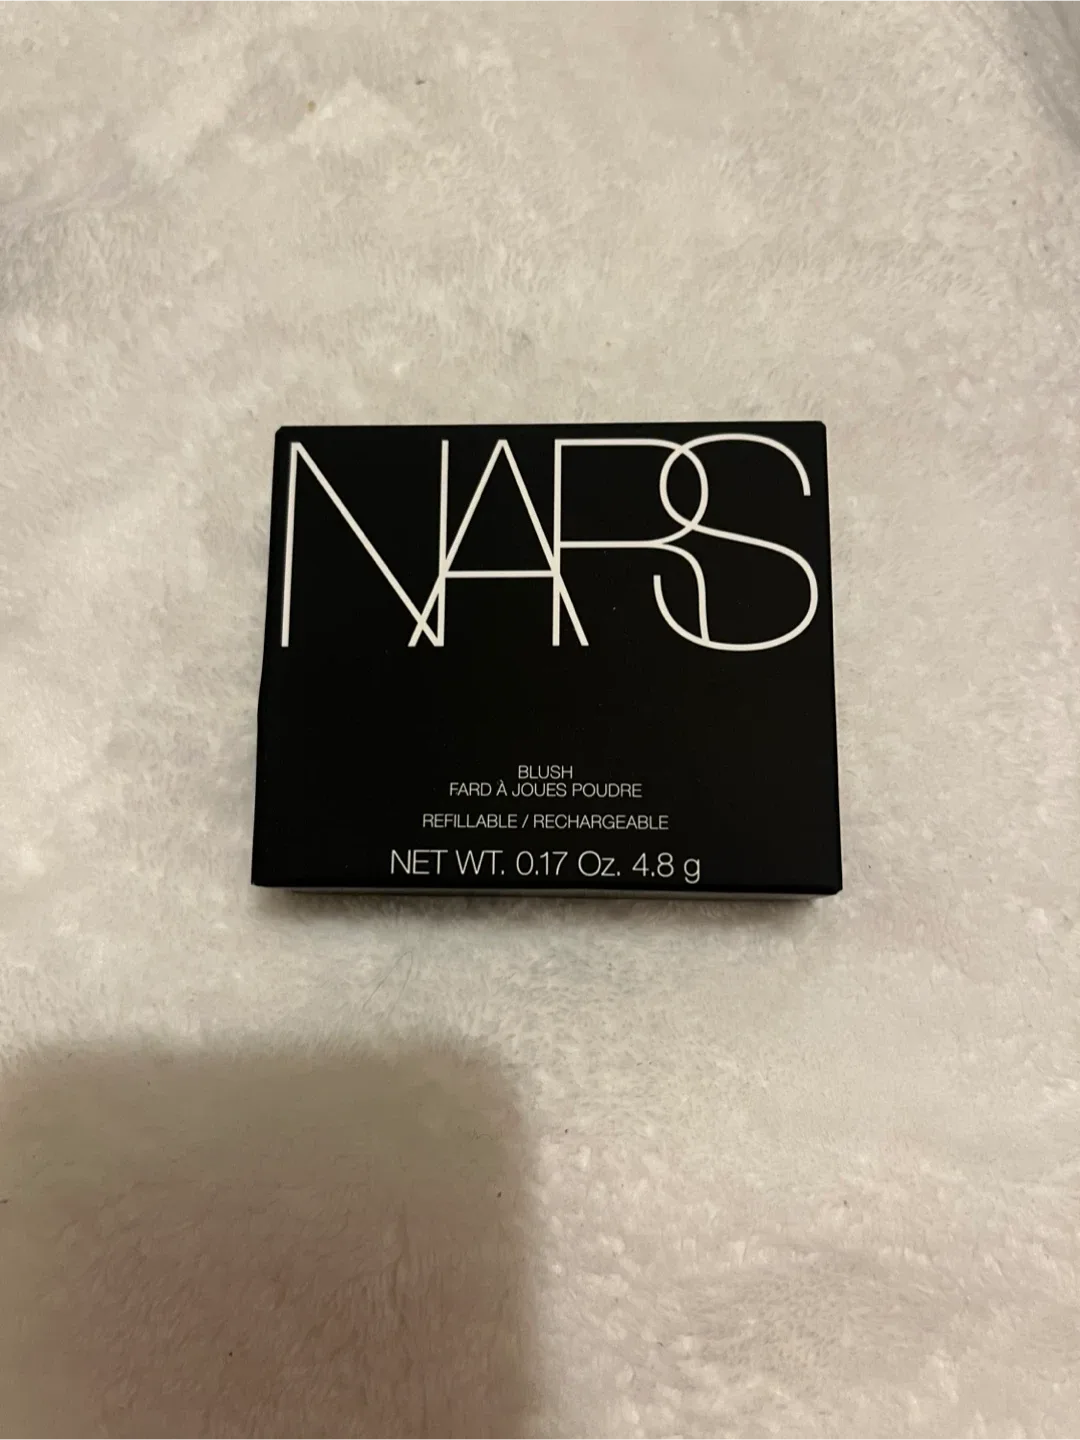 NARS
BLUSH
FARD À JOUES POUDRE
REFILLABLE / RECHARGEABLE
NET WT. 0.17 Oz. 4.8 g